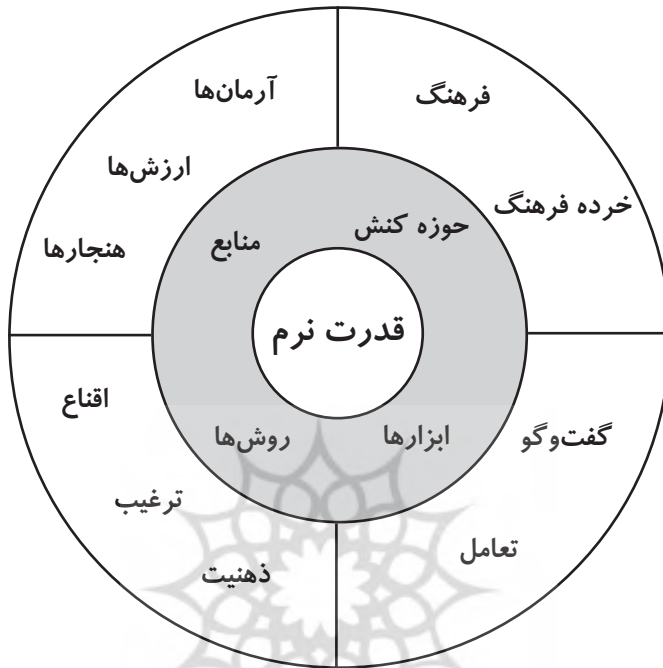 آرمان‌ها
ارزش‌ها
هنجارها
فرهنگ
خرده فرهنگ
منابع
حوزه کنش
قدرت نرم
روش‌ها
ابزارها
اقناع
ترغیب
ذهنیت
گفت‌وگو
تعامل